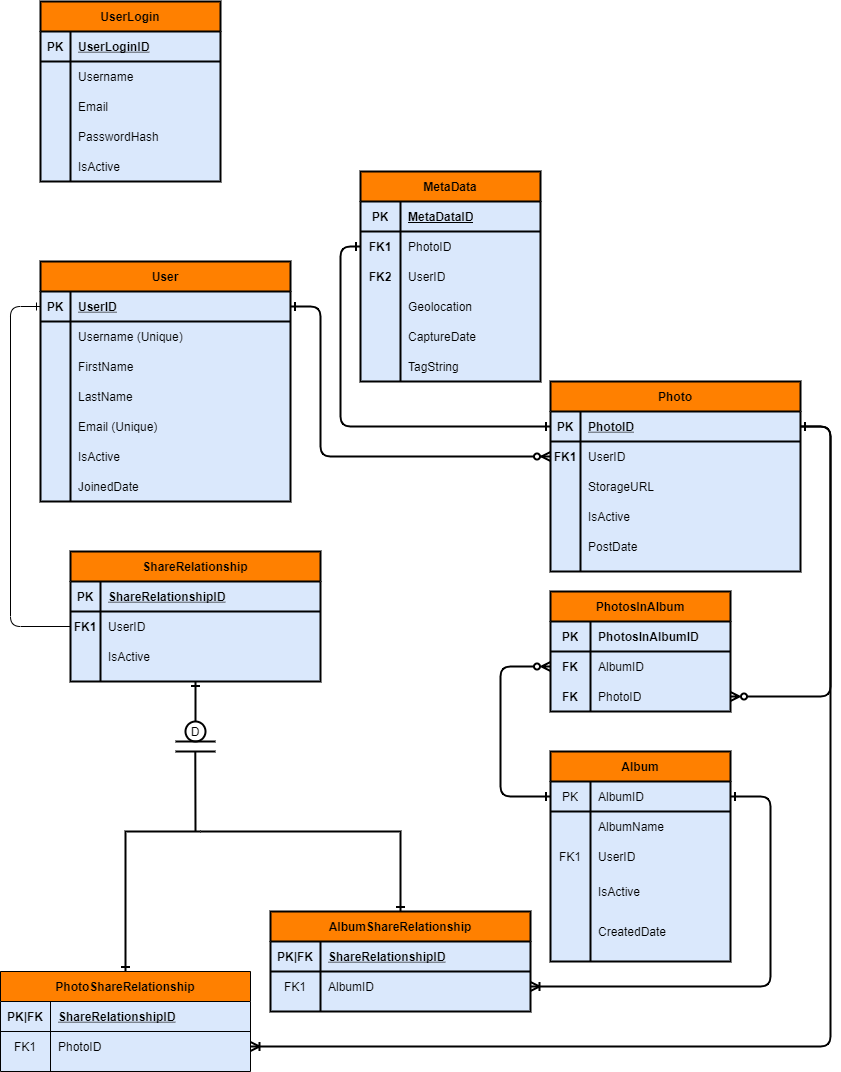 UserLogin
PK UserLoginID
Username
Email
PasswordHash
IsActive
MetaData
PK MetaDataID
FK1 PhotoID
FK2 UserID
Geolocation
CaptureDate
TagString
User
PK UserID
Username (Unique)
FirstName
LastName
Email (Unique)
IsActive
JoinedDate
Photo
PK PhotoID
FK1 UserID
StorageURL
IsActive
PostDate
ShareRelationship
PK ShareRelationshipID
FK1 UserID
IsActive
D
PhotosInAlbum
PK PhotosInAlbumID
FK AlbumID
FK PhotoID
Album
PK AlbumID
AlbumName
FK1 UserID
IsActive
CreatedDate
AlbumShareRelationship
PK|FK ShareRelationshipID
FK1 AlbumID
PhotoShareRelationship
PK|FK ShareRelationshipID
FK1 PhotoID